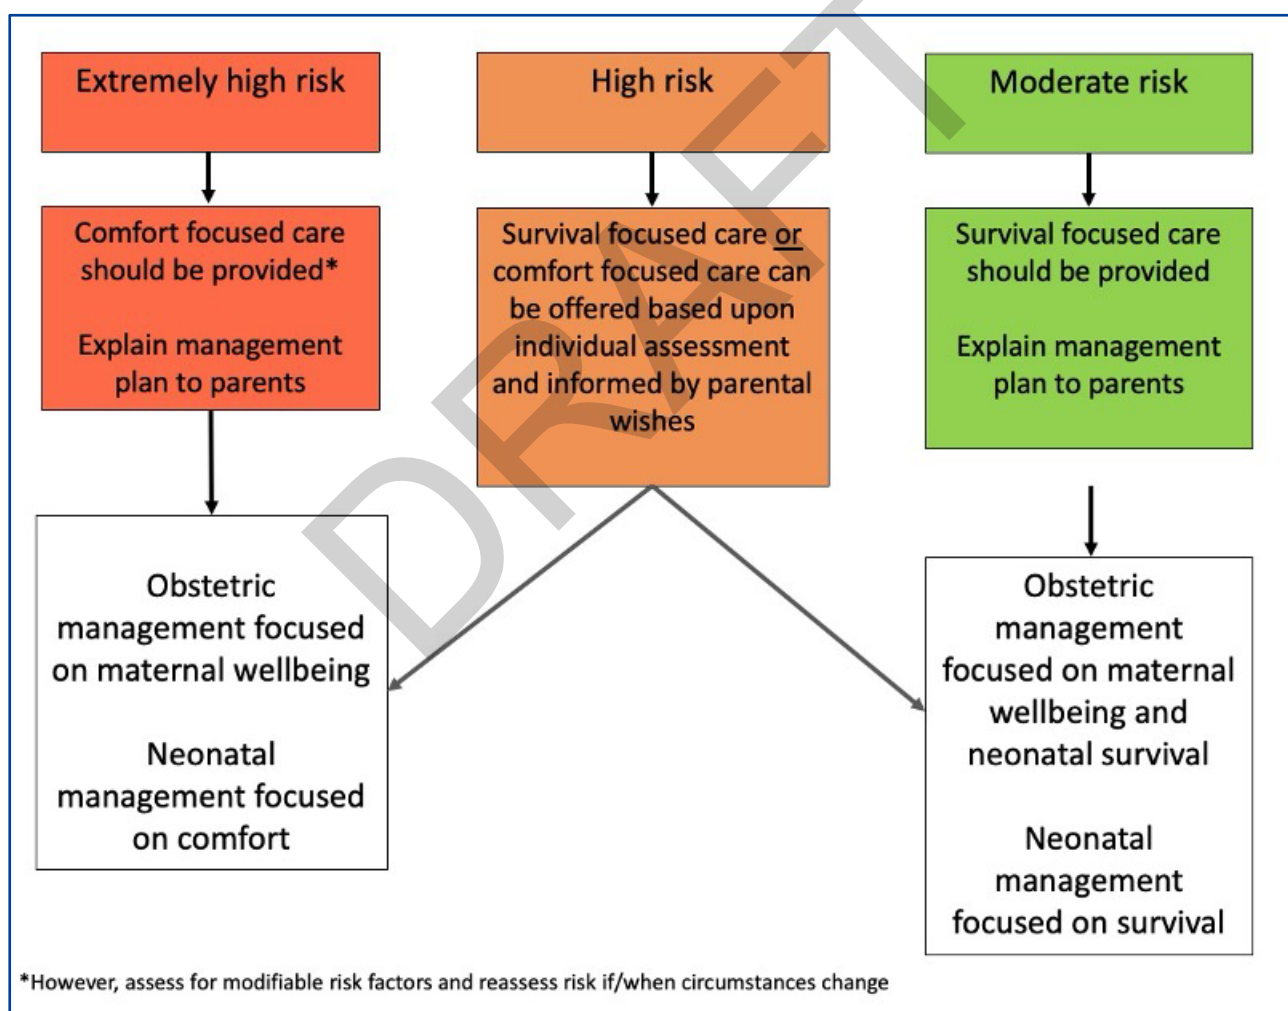 Extremely high risk
High risk
Moderate risk
Comfort focused care
should be provided*
Explain management
plan to parents
Survival focused care or
comfort focused care can
be offered based upon
individual assessment
and informed by parental
wishes
Survival focused care
should be provided
Explain management
plan to parents
Obstetric
management focused
on maternal wellbeing
Neonatal
management focused
on comfort
Obstetric
management
focused on maternal
wellbeing and
neonatal survival
Neonatal
management
focused on survival
*However, assess for modifiable risk factors and reassess risk if/when circumstances change
DRAFT